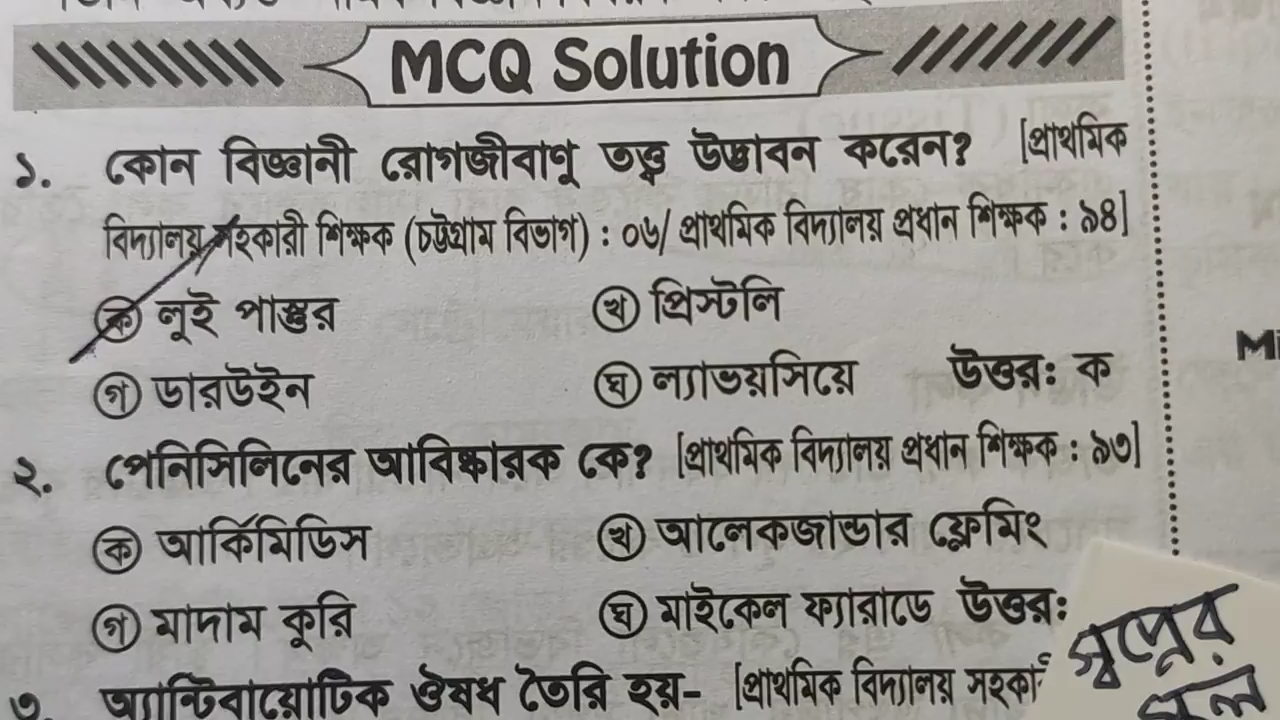 MCQ Solution
১. কোন বিজ্ঞানী রোগজীবাণু তত্ত্ব উদ্ভাবন করেন? [প্রাথমিক
বিদ্যালয় সহকারী শিক্ষক (চট্টগ্রাম বিভাগ) : ০৬/ প্রাথমিক বিদ্যালয় প্রধান শিক্ষক : ৯৪]
ক লুই পাস্তুর খ প্রিস্টলি
গ ডারউইন ঘ ল্যাভয়সিয়ে উত্তর: ক
Mi
২. পেনিসিলিনের আবিষ্কারক কে? [প্রাথমিক বিদ্যালয় প্রধান শিক্ষক : ৯৩]
ক আর্কিমিডিস খ আলেকজান্ডার ফ্লেমিং
গ মাদাম কুরি ঘ মাইকেল ফ্যারাডে উত্তর:
৩. অ্যান্টিবায়োটিক ঔষধ তৈরি হয়- [প্রাথমিক বিদ্যালয়
স্বপ্নের